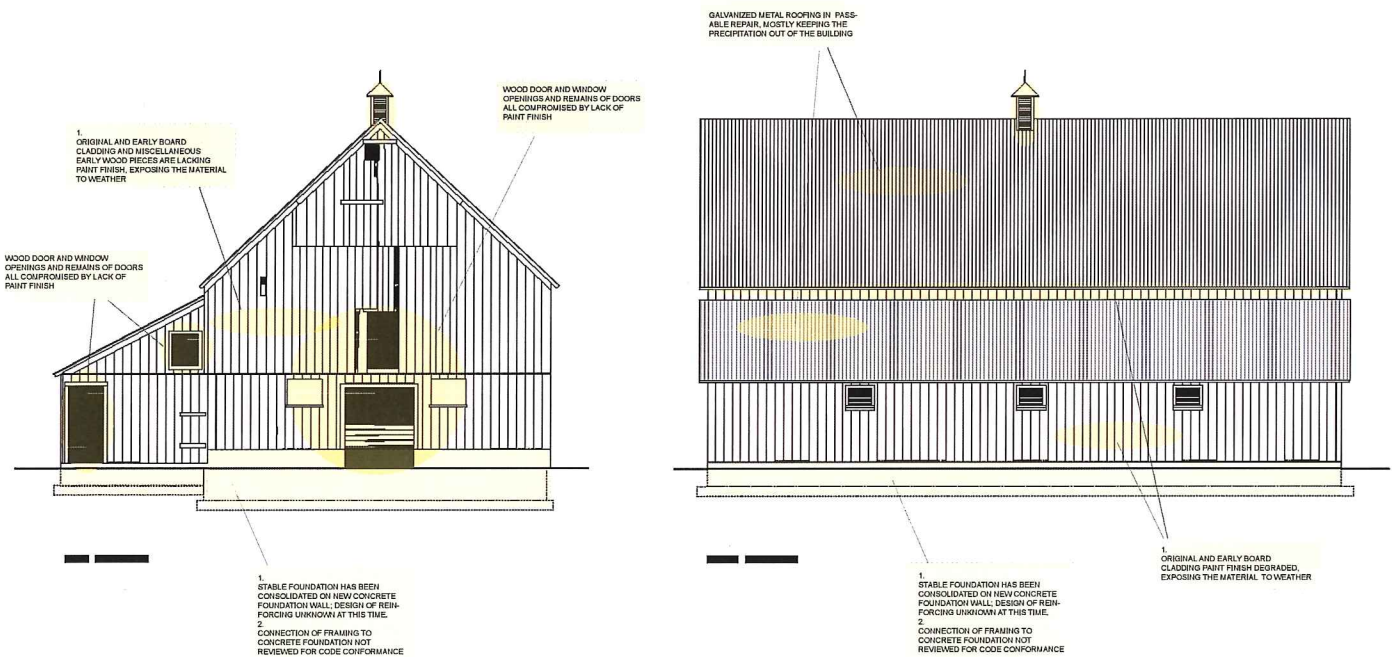 WOOD DOOR AND WINDOW
OPENINGS AND REMAINS OF DOORS
ALL COMPROMISED BY LACK OF
PAINT FINISH
1.
ORIGINAL AND EARLY BOARD
CLADDING AND MISCELLANEOUS
EARLY WOOD PIECES ARE LACKING
PAINT FINISH, EXPOSING THE MATERIAL
TO WEATHER
WOOD DOOR AND WINDOW
OPENINGS AND REMAINS OF DOORS
ALL COMPROMISED BY LACK OF
PAINT FINISH
1.
STABLE FOUNDATION HAS BEEN
CONSOLIDATED ON NEW CONCRETE
FOUNDATION WALL; DESIGN OF REIN-
FORCING UNKNOWN AT THIS TIME.
2.
CONNECTION OF FRAMING TO
CONCRETE FOUNDATION NOT
REVIEWED FOR CODE CONFORMANCE
GALVANIZED METAL ROOFING IN PASS-
ABLE REPAIR, MOSTLY KEEPING THE
PRECIPITATION OUT OF THE BUILDING
1.
STABLE FOUNDATION HAS BEEN
CONSOLIDATED ON NEW CONCRETE
FOUNDATION WALL; DESIGN OF REIN-
FORCING UNKNOWN AT THIS TIME.
2.
CONNECTION OF FRAMING TO
CONCRETE FOUNDATION NOT
REVIEWED FOR CODE CONFORMANCE
1.
ORIGINAL AND EARLY BOARD
CLADDING PAINT FINISH DEGRADED,
EXPOSING THE MATERIAL TO WEATHER